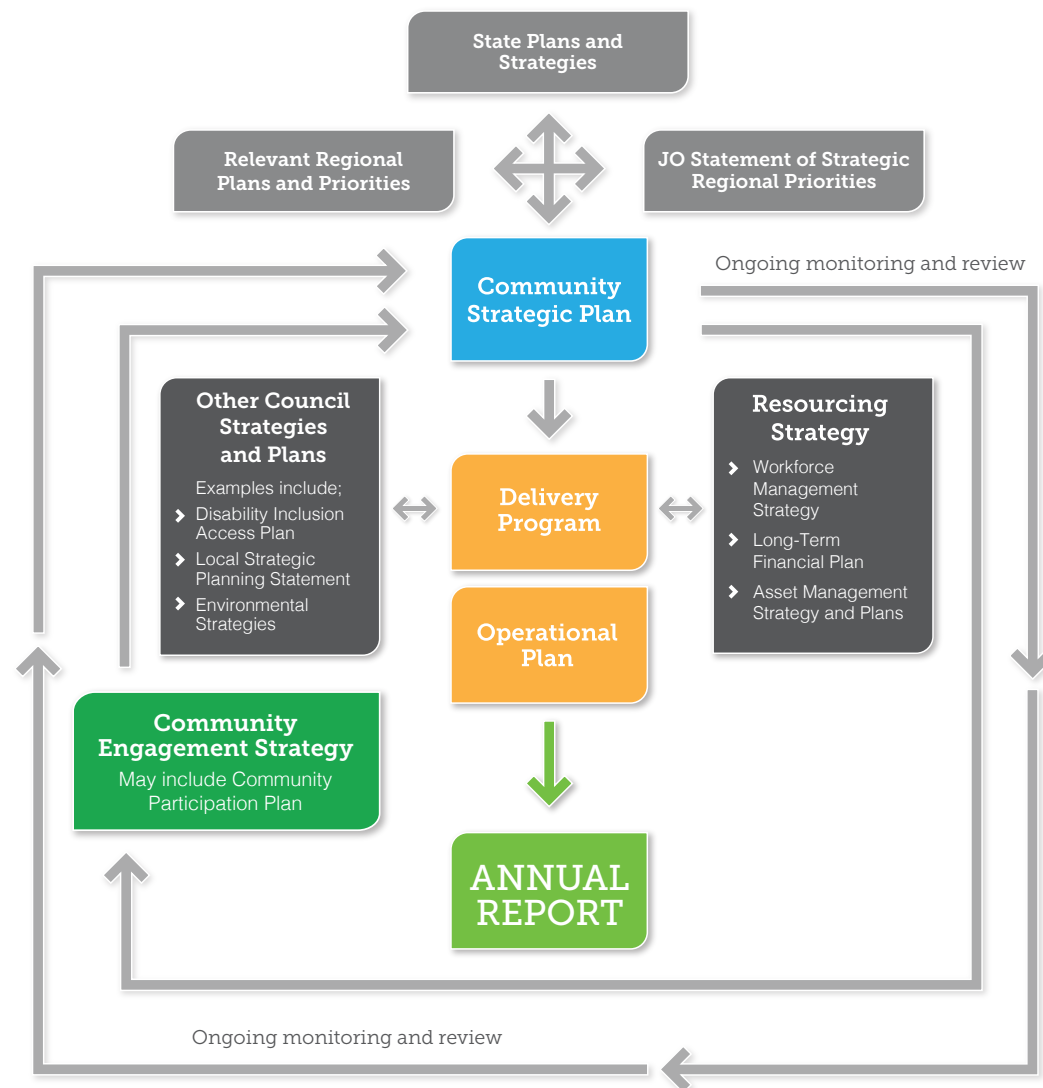 State Plans and
Strategies
Relevant Regional
Plans and Priorities
JO Statement of Strategic
Regional Priorities
Community
Strategic Plan
Ongoing monitoring and review
Other Council
Strategies
and Plans
Examples include;
Disability Inclusion
Access Plan
Local Strategic
Planning Statement
Environmental
Strategies
Delivery
Program
Operational
Plan
Resourcing
Strategy
Workforce
Management
Strategy
Long-Term
Financial Plan
Asset Management
Strategy and Plans
Community
Engagement Strategy
May include Community
Participation Plan
ANNUAL
REPORT
Ongoing monitoring and review